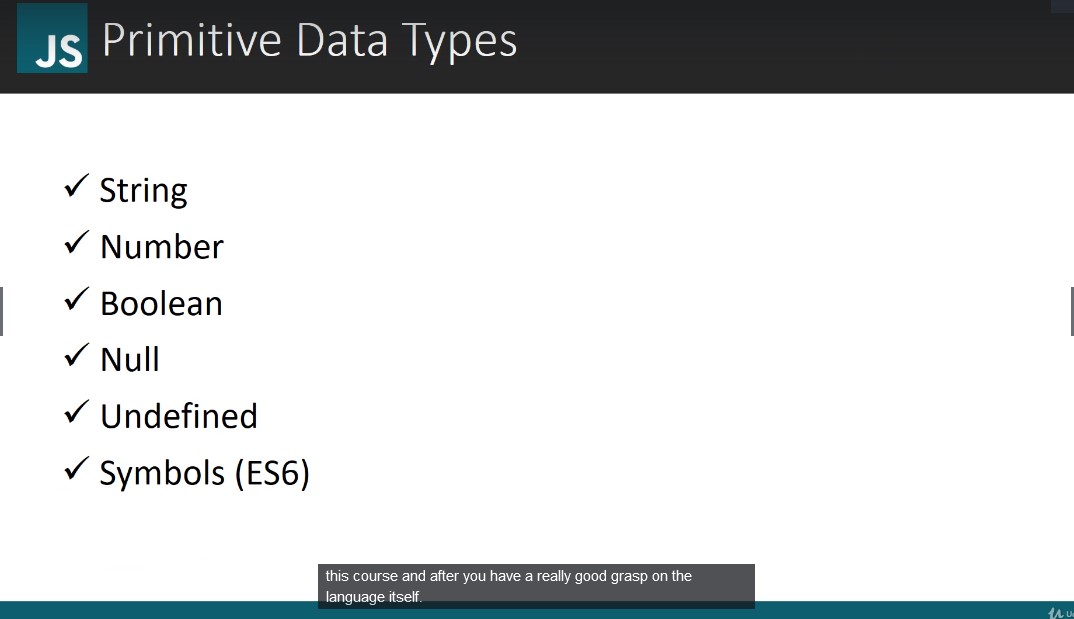 JS Primitive Data Types
String
Number
Boolean
Null
Undefined
Symbols (ES6)
this course and after you have a really good grasp on the
language itself.